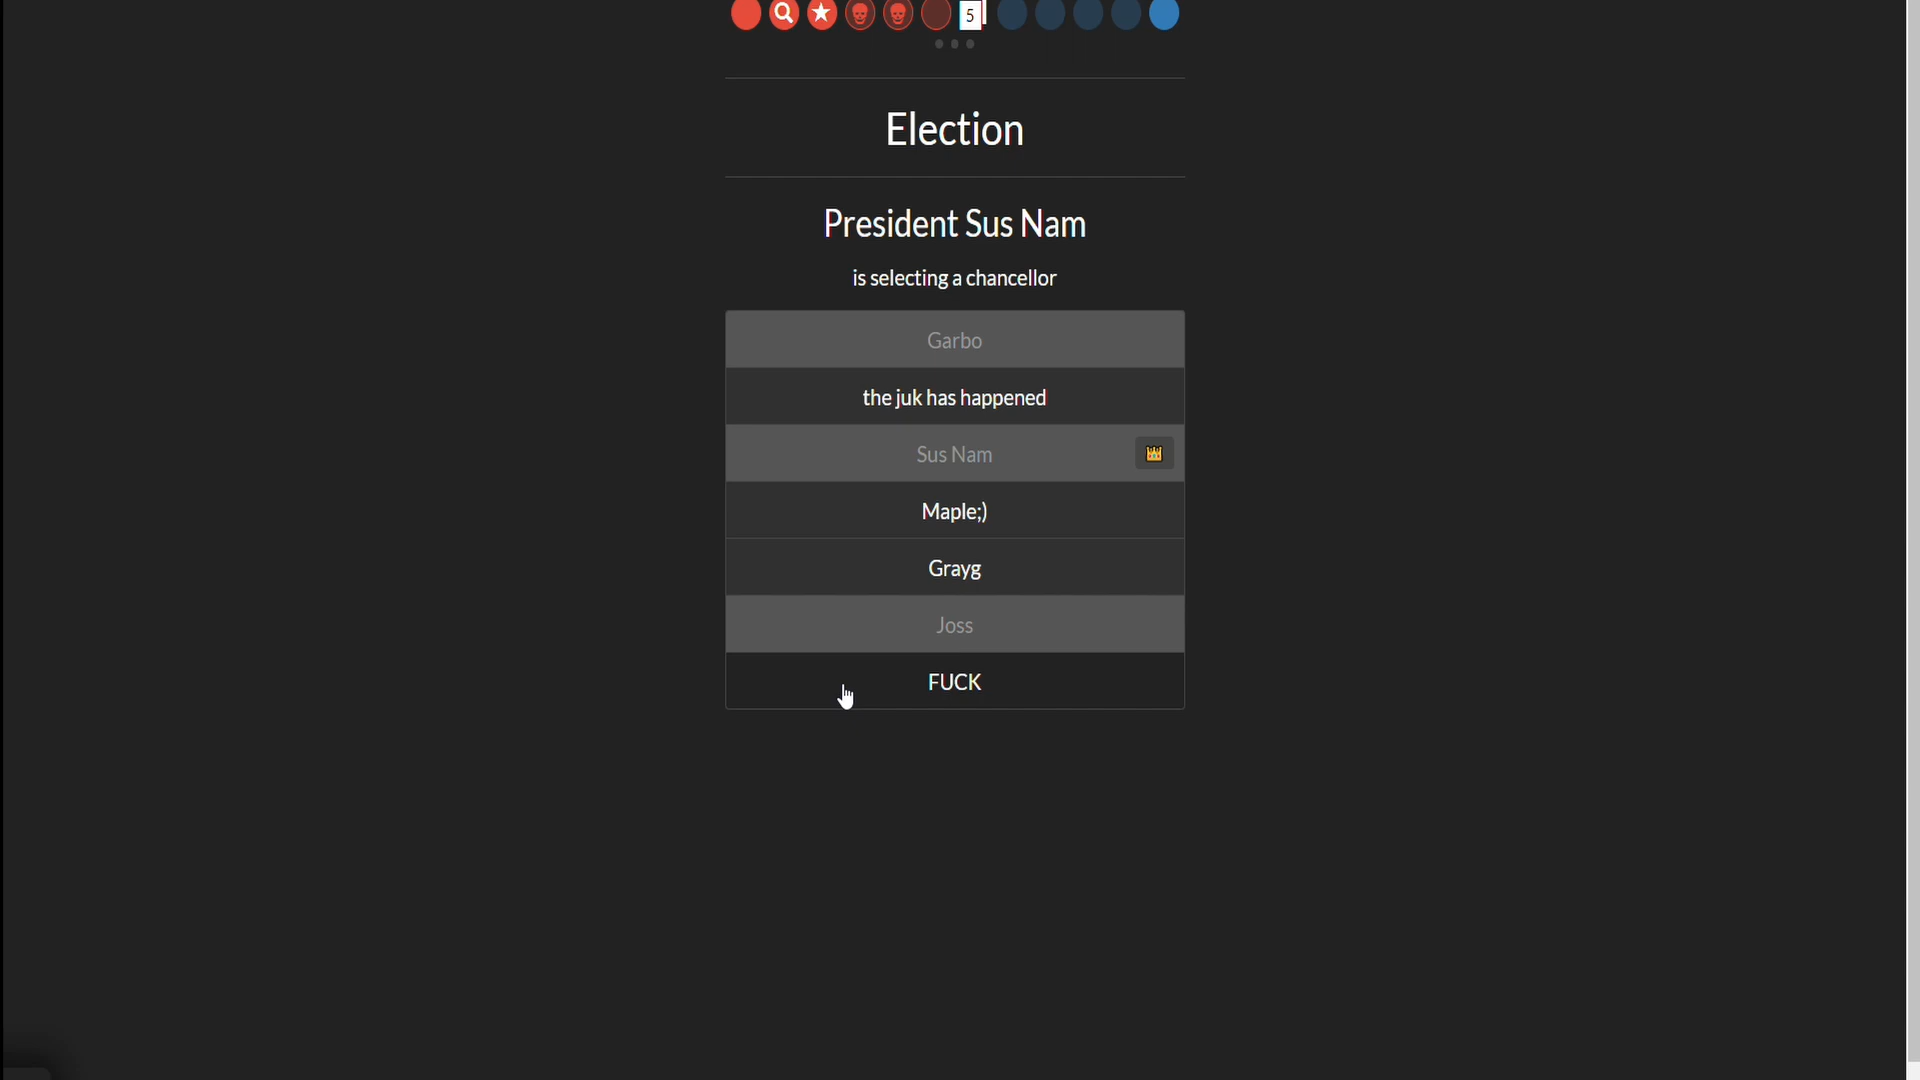 5
Election
President Sus Nam
is selecting a chancellor
Garbo
the juk has happened
Sus Nam
Maple;)
Grayg
Joss
FUCK